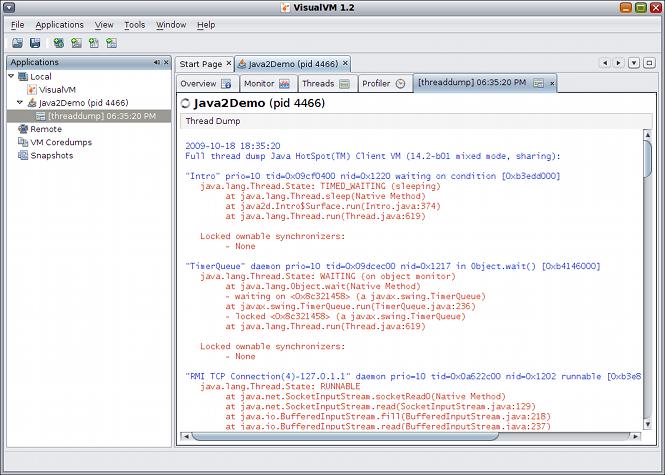 VisualVM 1.2
File Applications View Tools Window Help
Applications
Local
VisualVM
Java2Demo (pid 4466)
[threaddump] 06:35:20 PM
Remote
VM Coredumps
Snapshots
Start Page Java2Demo (pid 4466)
Overview Monitor Threads Profiler [threaddump] 06:35:20 PM
Java2Demo (pid 4466)
Thread Dump
2009-10-18 18:35:20
Full thread dump Java HotSpot(TM) Client VM (14.2-b01 mixed mode, sharing):
"Intro" prio=10 tid=0x09cf0400 nid=0x1220 waiting on condition [0xb3edd000]
java.lang.Thread.State: TIMED_WAITING (sleeping)
at java.lang.Thread.sleep(Native Method)
at java2d.Intro$Surface.run(Intro.java:374)
at java.lang.Thread.run(Thread.java:619)
Locked ownable synchronizers:
- None
"TimerQueue" daemon prio=10 tid=0x09dcec00 nid=0x1217 in Object.wait() [0xb4146000]
java.lang.Thread.State: WAITING (on object monitor)
at java.lang.Object.wait(Native Method)
- waiting on <0x8c321458> (a javax.swing.TimerQueue)
at javax.swing.TimerQueue.run(TimerQueue.java:236)
- locked <0x8c321458> (a javax.swing.TimerQueue)
at java.lang.Thread.run(Thread.java:619)
Locked ownable synchronizers:
- None
"RMI TCP Connection(4)-127.0.1.1" daemon prio=10 tid=0x0a622c00 nid=0x1202 runnable [0xb3e8
java.lang.Thread.State: RUNNABLE
at java.net.SocketInputStream.socketRead0(Native Method)
at java.net.SocketInputStream.read(SocketInputStream.java:129)
at java.io.BufferedInputStream.fill(BufferedInputStream.java:218)
at java.io.BufferedInputStream.read(BufferedInputStream.java:237)